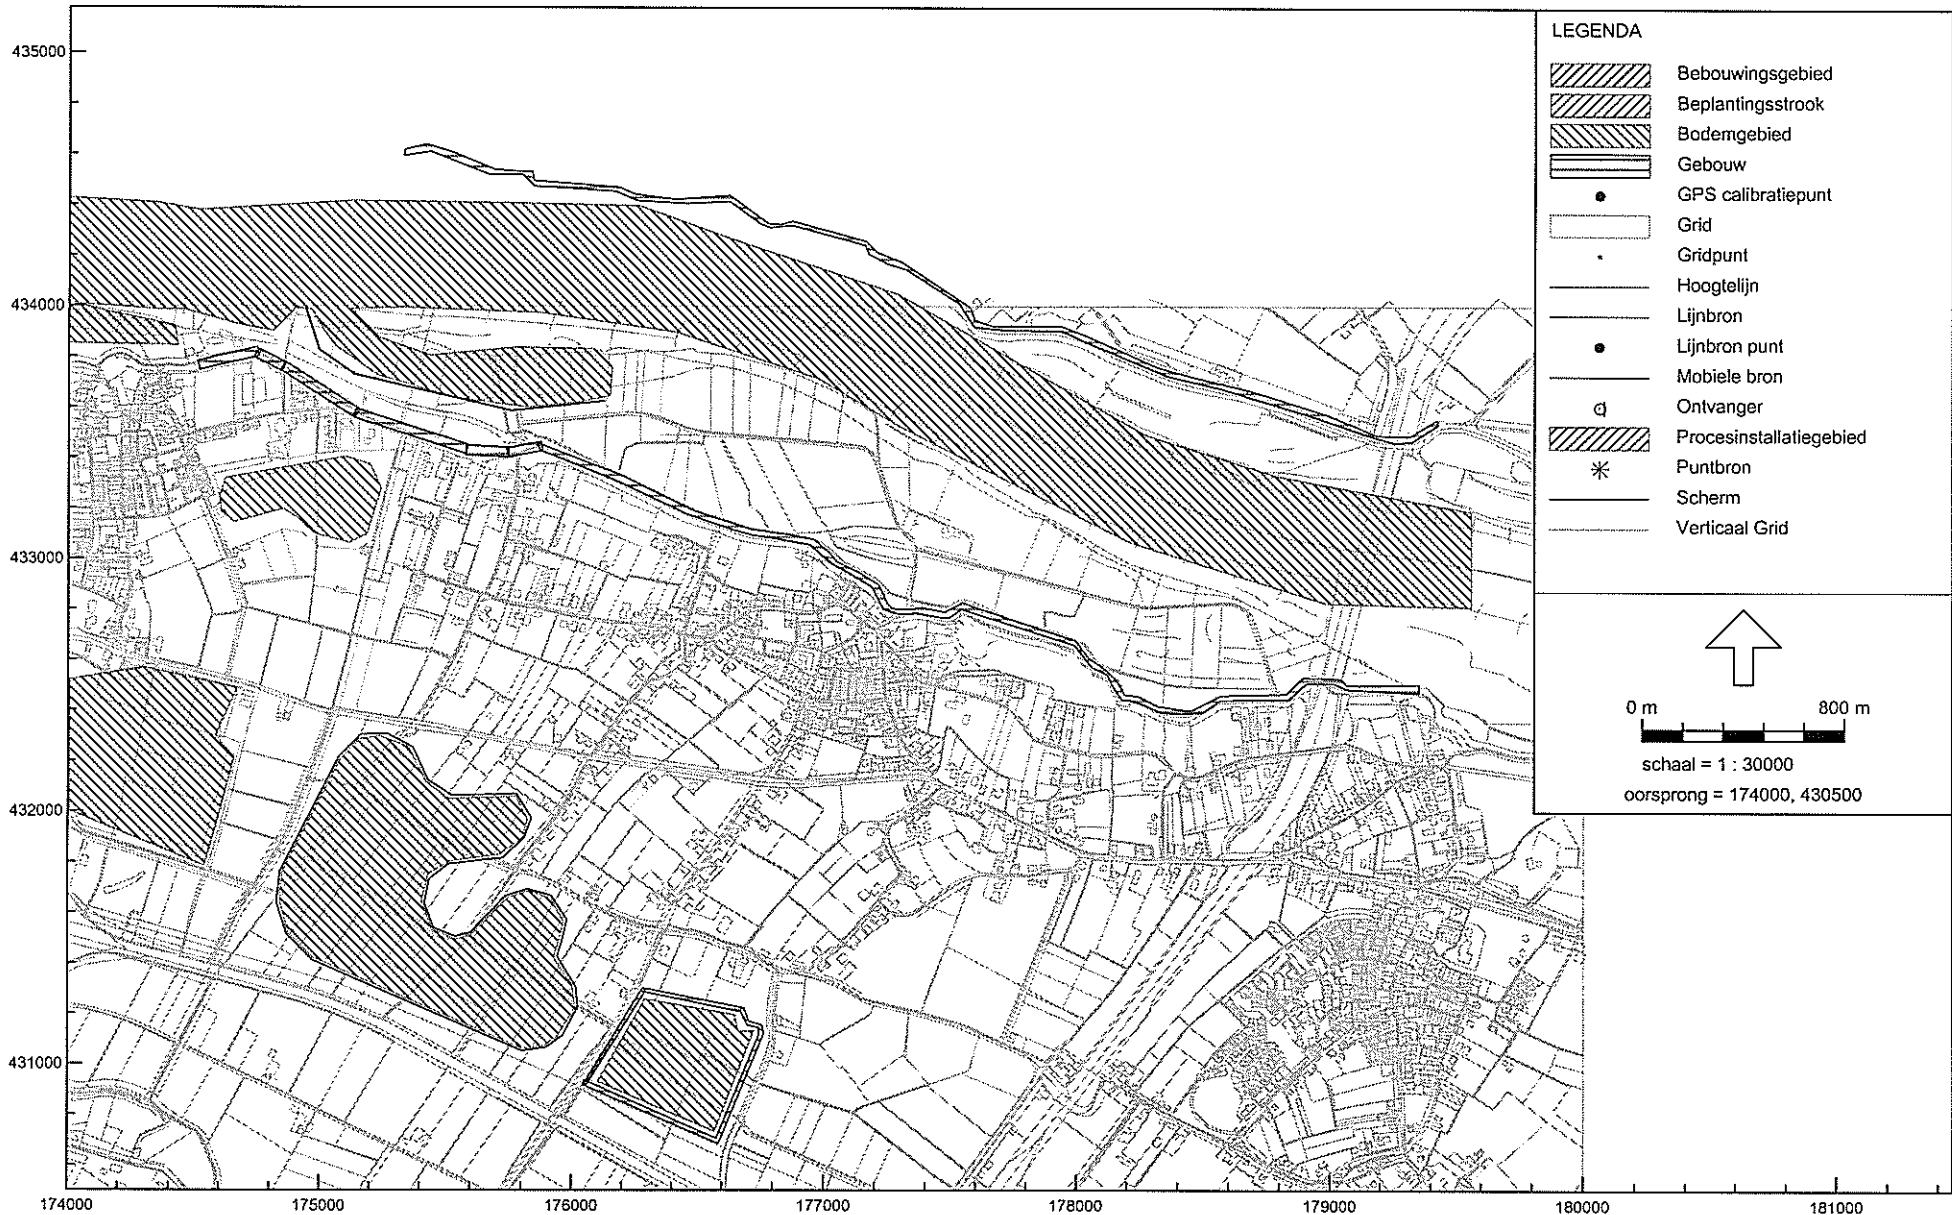 LEGENDA
Bebouwingsgebied
Beplantingsstrook
Bodemgebied
Gebouw
GPS calibratiepunt
Grid
Gridpunt
Hoogtelijn
Lijnbron
Lijnbron punt
Mobiele bron
Ontvanger
Procesinstallatiegebied
Puntbron
Scherm
Verticaal Grid
0 m 800 m
schaal = 1 : 30000
oorsprong = 174000, 430500
435000
434000
433000
432000
431000
174000 175000 176000 177000 178000 179000 180000 181000